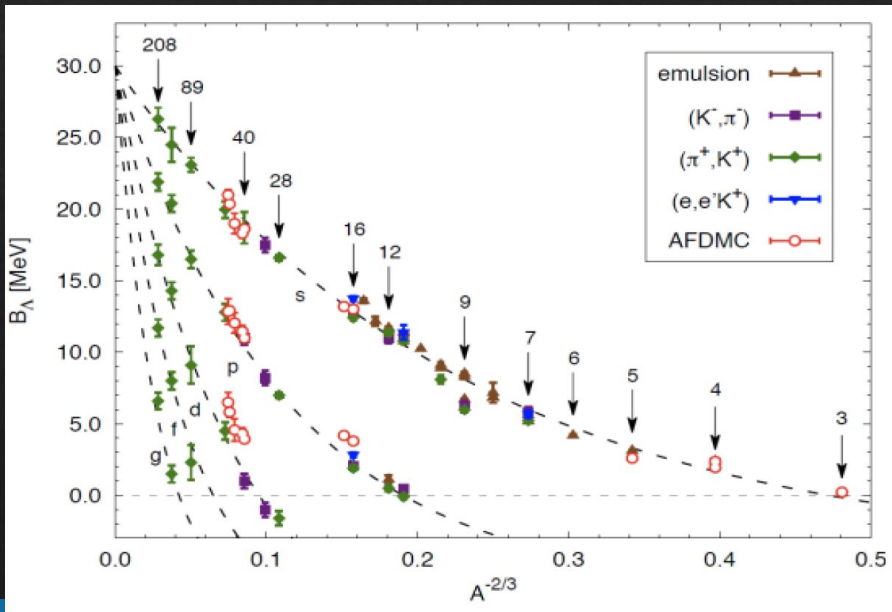 208
89
40
28
16
12
9
7
6
5
4
3
emulsion
(K⁻,π⁻)
(π⁺,K⁺)
(e,e'K⁺)
AFDMC
30.0
25.0
20.0
15.0
10.0
5.0
0.0
B_Λ [MeV]
s
p
d
f
g
0.0 0.1 0.2 0.3 0.4 0.5
A^-2/3